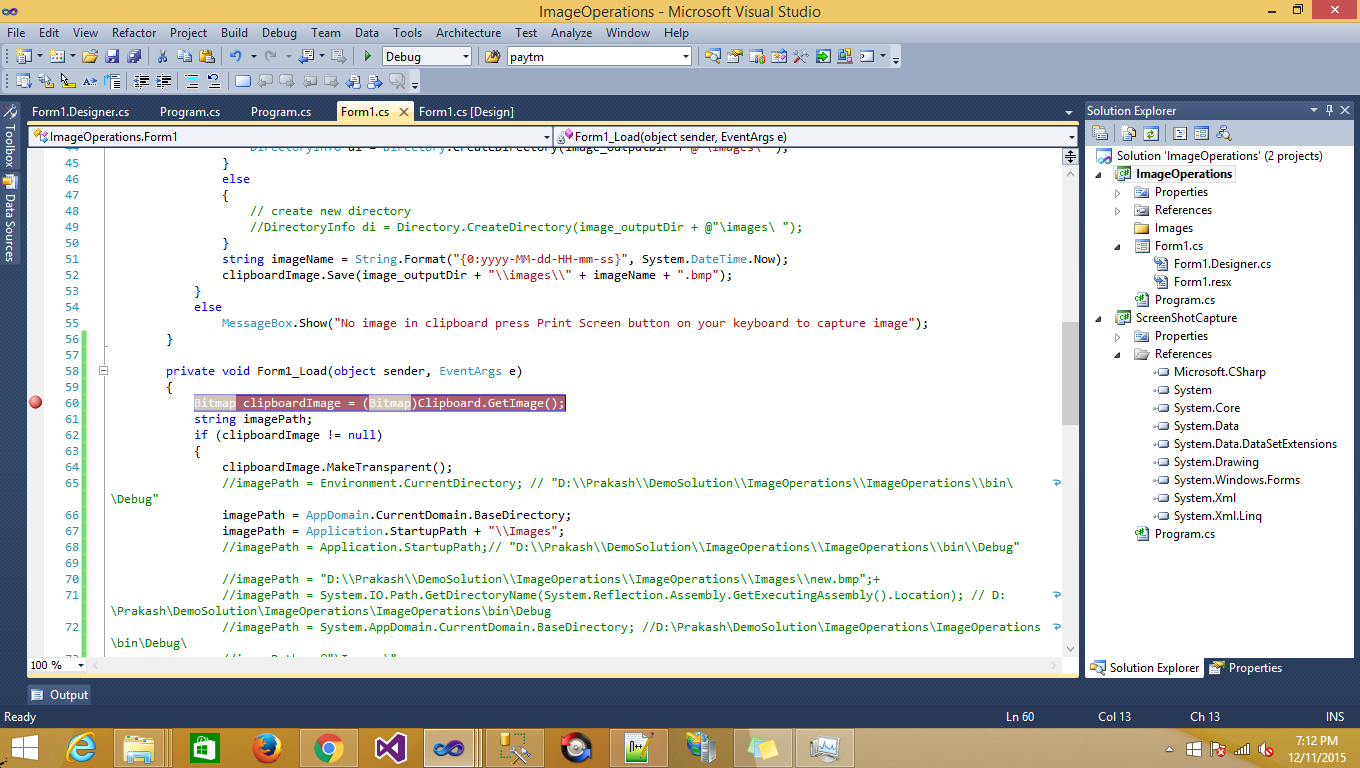 ImageOperations - Microsoft Visual Studio
File Edit View Refactor Project Build Debug Team Data Tools Architecture Test Analyze Window Help
Debug paytm
Form1.Designer.cs Program.cs Program.cs Form1.cs Form1.cs [Design]
ImageOperations.Form1 Form1_Load(object sender, EventArgs e)
Toolbox
Data Sources
44 DirectoryInfo di = Directory.CreateDirectory(image_outputDir + @"\images\ ");
45 }
46 else
47 {
48 // create new directory
49 //DirectoryInfo di = Directory.CreateDirectory(image_outputDir + @"\images\ ");
50 }
51 string imageName = String.Format("{0:yyyy-MM-dd-HH-mm-ss}", System.DateTime.Now);
52 clipboardImage.Save(image_outputDir + "\\images\\" + imageName + ".bmp");
53 }
54 else
55 MessageBox.Show("No image in clipboard press Print Screen button on your keyboard to capture image");
56 }
57
58 private void Form1_Load(object sender, EventArgs e)
59 {
60 Bitmap clipboardImage = (Bitmap)Clipboard.GetImage();
61 string imagePath;
62 if (clipboardImage != null)
63 {
64 clipboardImage.MakeTransparent();
65 //imagePath = Environment.CurrentDirectory; // "D:\\Prakash\\DemoSolution\\ImageOperations\\ImageOperations\\bin\
\Debug"
66 imagePath = AppDomain.CurrentDomain.BaseDirectory;
67 imagePath = Application.StartupPath + "\\Images";
68 //imagePath = Application.StartupPath;// "D:\\Prakash\\DemoSolution\\ImageOperations\\ImageOperations\\bin\\Debug"
69
70 //imagePath = "D:\\Prakash\\DemoSolution\\ImageOperations\\ImageOperations\\Images\\new.bmp";+
71 //imagePath = System.IO.Path.GetDirectoryName(System.Reflection.Assembly.GetExecutingAssembly().Location); // D:
\Prakash\DemoSolution\ImageOperations\ImageOperations\bin\Debug
72 //imagePath = System.AppDomain.CurrentDomain.BaseDirectory; //D:\Prakash\DemoSolution\ImageOperations\ImageOperations
\bin\Debug\
100 %
Solution Explorer
Solution 'ImageOperations' (2 projects)
ImageOperations
Properties
References
Images
Form1.cs
Form1.Designer.cs
Form1.resx
Program.cs
ScreenShotCapture
Properties
References
Microsoft.CSharp
System
System.Core
System.Data
System.Data.DataSetExtensions
System.Drawing
System.Windows.Forms
System.Xml
System.Xml.Linq
Program.cs
Solution Explorer Properties
Output
Ready Ln 60 Col 13 Ch 13 INS
7:12 PM
12/11/2015